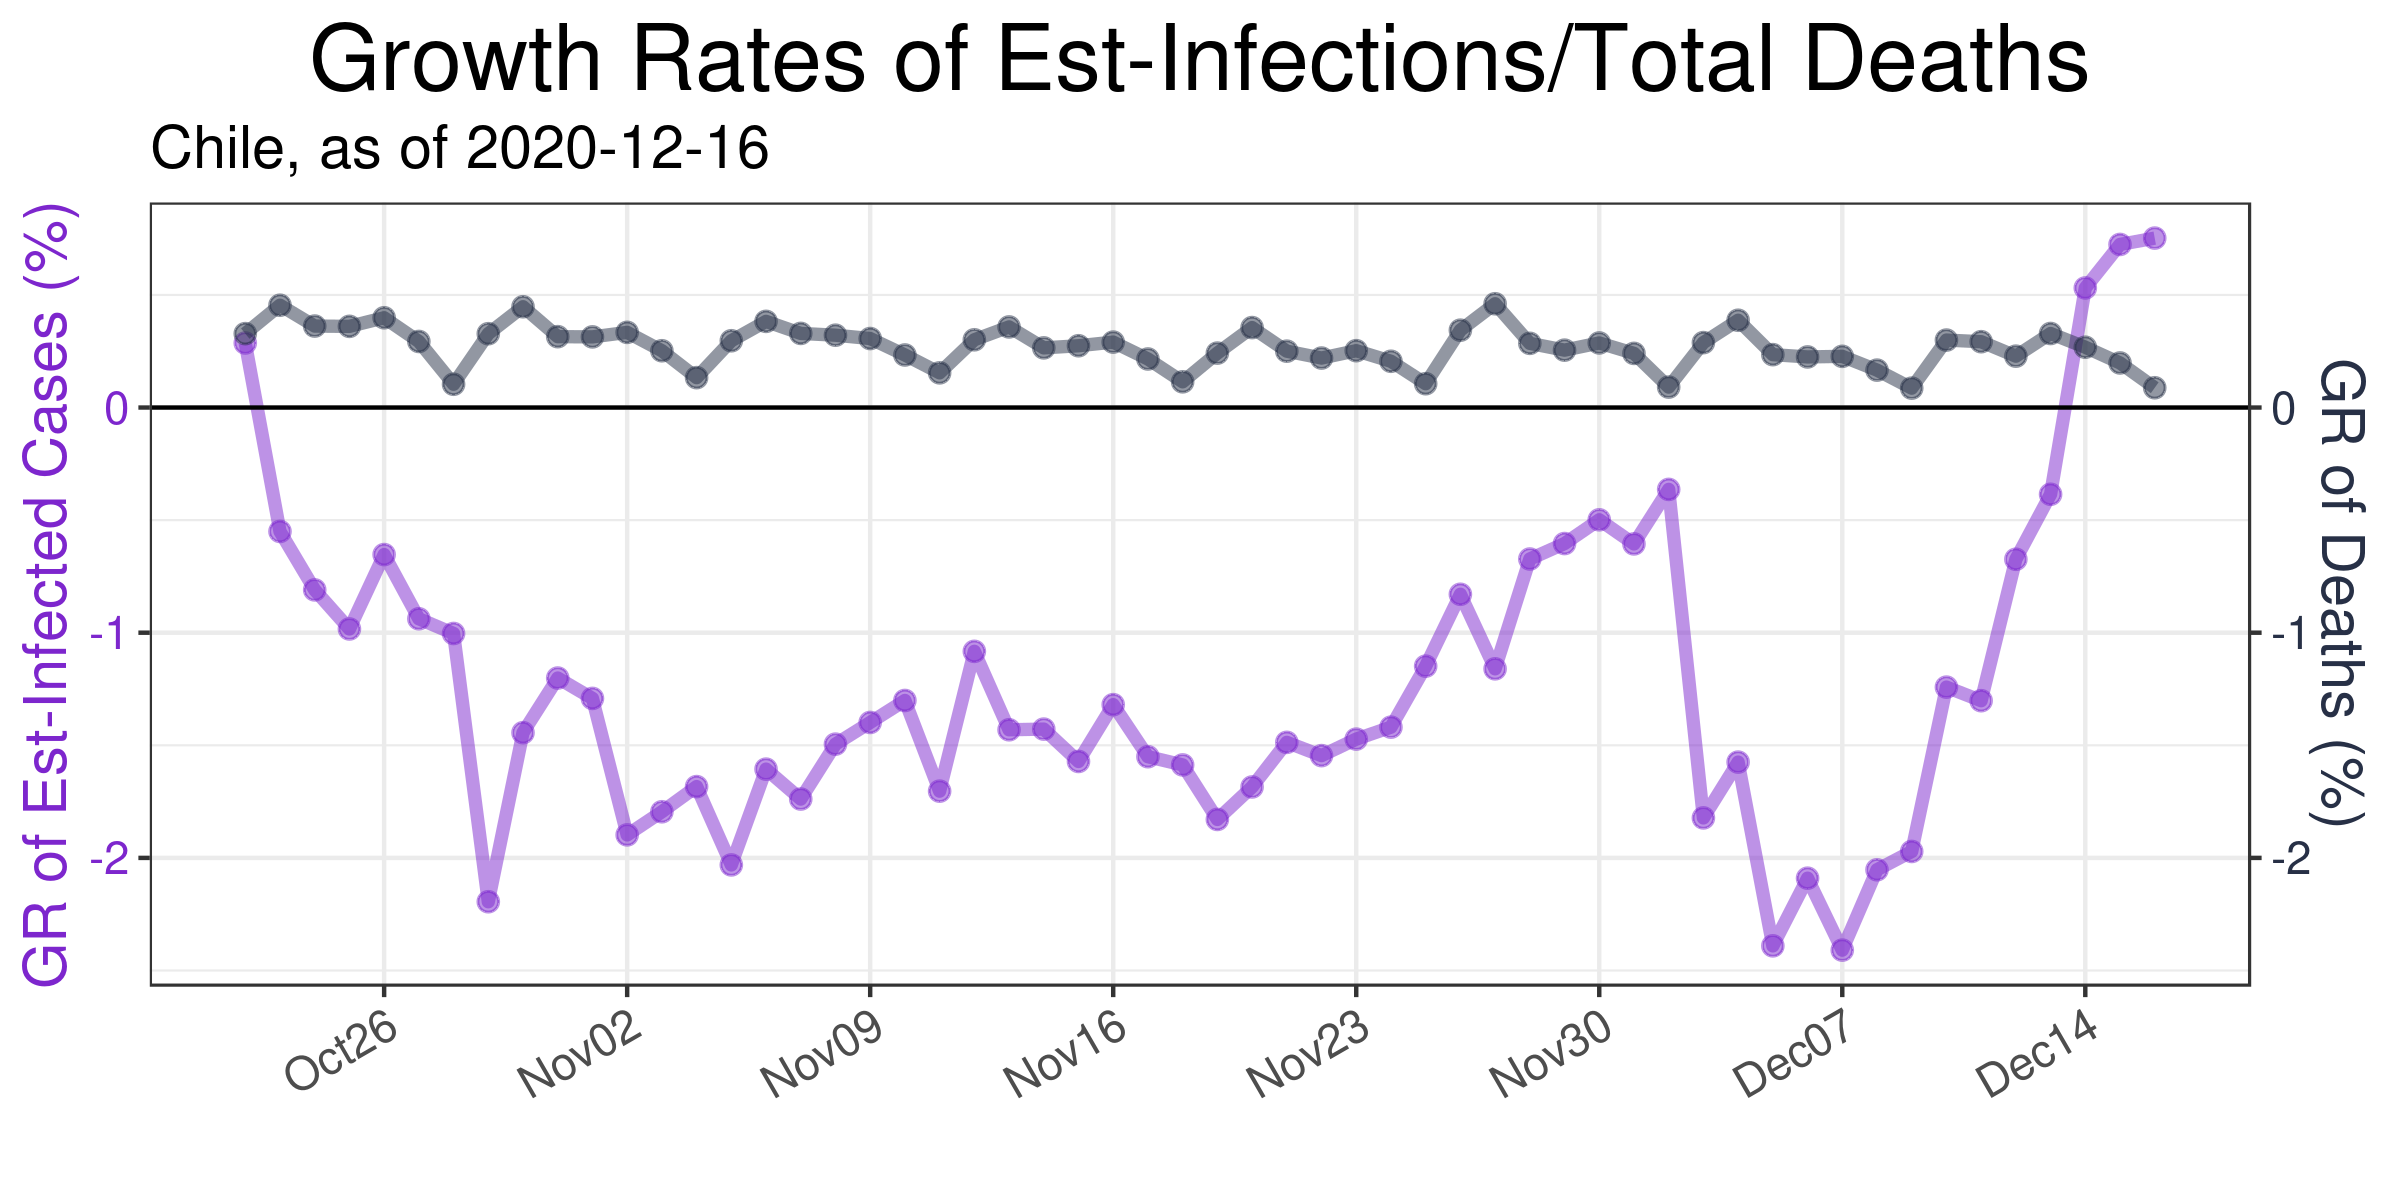 Growth Rates of Est-Infections/Total Deaths
Chile, as of 2020-12-16
GR of Est-Infected Cases (%)
0
-1
-2
0
-1
-2
GR of Deaths (%)
Oct26
Nov02
Nov09
Nov16
Nov23
Nov30
Dec07
Dec14